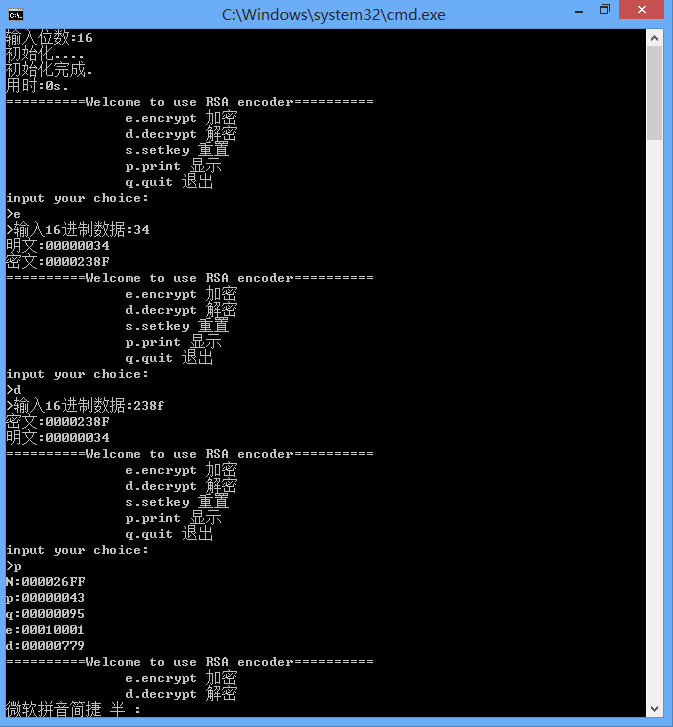 C:\Windows\system32\cmd.exe
输入位数:16
初始化....
初始化完成.
用时:0s.
==========Welcome to use RSA encoder==========
e.encrypt 加密
d.decrypt 解密
s.setkey 重置
p.print 显示
q.quit 退出
input your choice:
>e
>输入16进制数据:34
明文:00000034
密文:0000238F
==========Welcome to use RSA encoder==========
e.encrypt 加密
d.decrypt 解密
s.setkey 重置
p.print 显示
q.quit 退出
input your choice:
>d
>输入16进制数据:238f
密文:0000238F
明文:00000034
==========Welcome to use RSA encoder==========
e.encrypt 加密
d.decrypt 解密
s.setkey 重置
p.print 显示
q.quit 退出
input your choice:
>p
N:000026FF
p:00000043
q:00000095
e:00010001
d:00000779
==========Welcome to use RSA encoder==========
e.encrypt 加密
d.decrypt 解密
微软拼音简捷 半 :